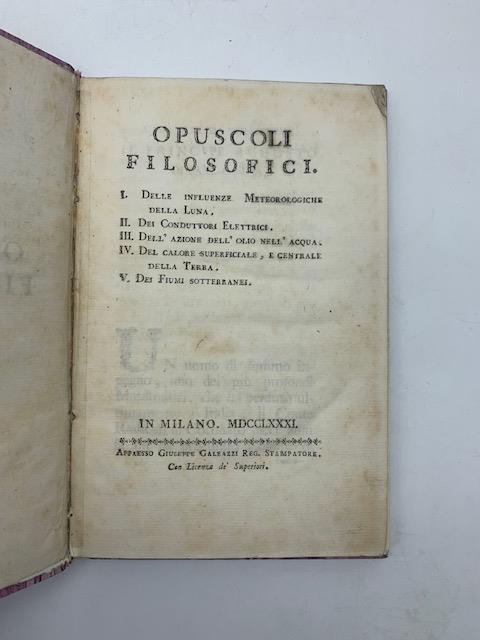 OPUSCOLI
FILOSOFICI.
I. DELLE INFLUENZE METEOROLOGICHE
DELLA LUNA.
II. DEI CONDUTTORI ELETTRICI.
III. DELL' AZIONE DELL' OLIO NELL' ACQUA.
IV. DEL CALORE SUPERFICIALE, E CENTRALE
DELLA TERRA.
V. DEI FIUMI SOTTERRANEI.
IN MILANO. MDCCLXXXI.
APPRESSO GIUSEPPE GALEAZZI REG. STAMPATORE.
Con Licenza de' Superiori.